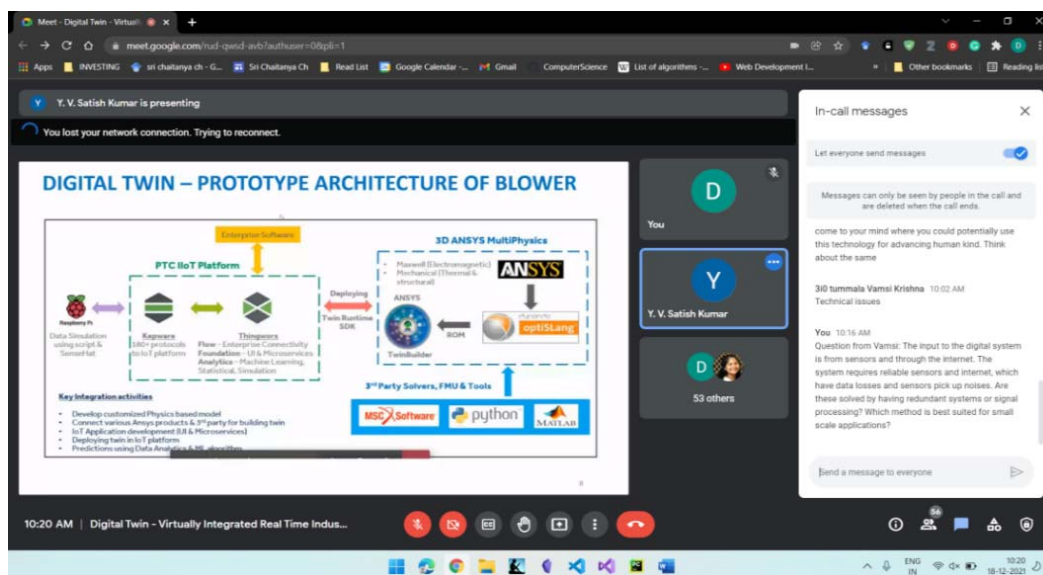 Meet - Digital Twin - Virtuall
meet.google.com/rud-qwsd-avb?authuser=0&pli=1
Apps INVESTING sri chaitanya ch - G... Sri Chaitanya Ch Read List Google Calendar -... Gmail ComputerScience List of algorithms -... Web Development I... » Other bookmarks Reading list
Y Y. V. Satish Kumar is presenting
You lost your network connection. Trying to reconnect.
DIGITAL TWIN – PROTOTYPE ARCHITECTURE OF BLOWER
Enterprise Software
PTC IIoT Platform
Raspberry Pi
Data Simulation
using script &
SenseHat
Kepware
180+ protocols
to IoT platform
Thingworx
Flow - Enterprise Connectivity
Foundation - UI & Microservices
Analytics - Machine Learning,
Statistical, Simulation
Deploying
Twin Runtime
SDK
3D ANSYS MultiPhysics
• Maxwell (Electromagnetic)
• Mechanical (Thermal &
structural)
ANSYS
ANSYS
TwinBuilder
ROM
dynardo
optiSLang
3rd Party Solvers, FMU & Tools
MSC Software
python
MATLAB
Key Integration activities
• Develop customized Physics based model
• Connect various Ansys products & 3rd party for building twin
• IoT Application development (UI & Microservices)
• Deploying twin in IoT platform
• Predictions using Data Analytics & ML algorithm
8
D
You
Y
Y. V. Satish Kumar
D
53 others
In-call messages
Let everyone send messages
Messages can only be seen by people in the call and
are deleted when the call ends.
come to your mind where you could potentially use
this technology for advancing human kind. Think
about the same
3i0 tummala Vamsi Krishna 10:02 AM
Technical issues
You 10:16 AM
Question from Vamsi: The input to the digital system
is from sensors and through the internet. The
system requires reliable sensors and internet, which
have data losses and sensors pick up noises. Are
these solved by having redundant systems or signal
processing? Which method is best suited for small
scale applications?
Send a message to everyone
10:20 AM | Digital Twin - Virtually Integrated Real Time Indus...
56
ENG
IN
10:20
18-12-2021